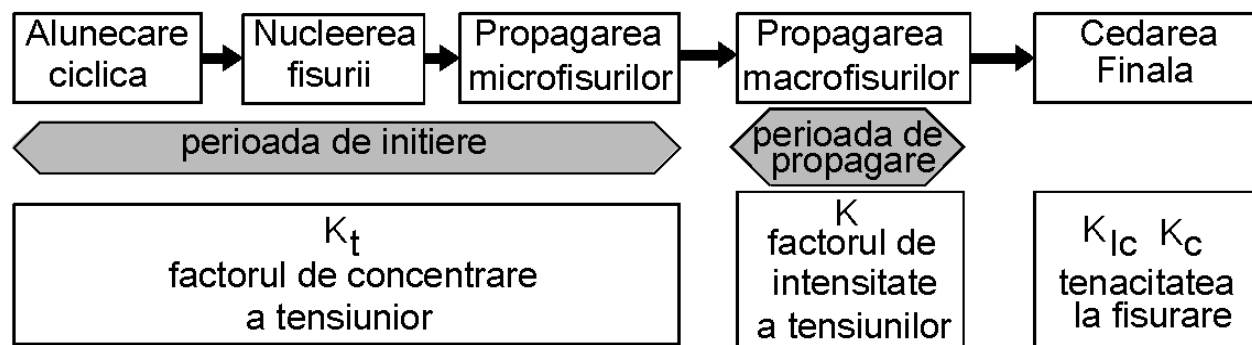 Alunecare
ciclica
Nucleerea
fisurii
Propagarea
microfisurilor
Propagarea
macrofisurilor
Cedarea
Finala
perioada de initiere
perioada de
propagare
Kt
factorul de concentrare
a tensiunior
K
factorul de
intensitate
a tensiunilor
KIc Kc
tenacitatea
la fisurare